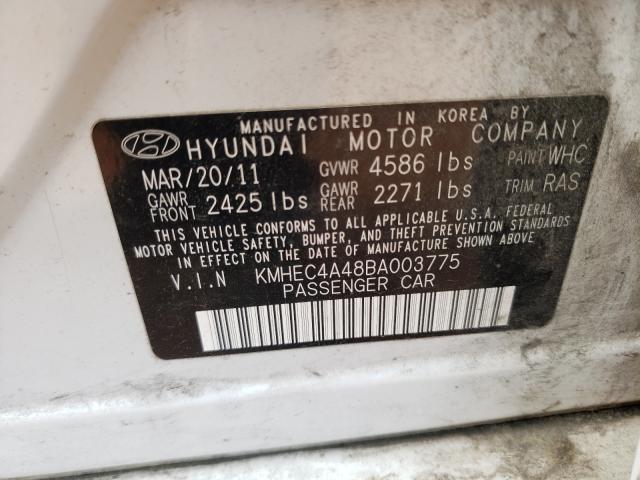 MANUFACTURED IN KOREA BY
HYUNDAI MOTOR COMPANY
MAR/20/11 GVWR 4586 lbs PAINT WHC
GAWR FRONT 2425 lbs GAWR REAR 2271 lbs TRIM RAS
THIS VEHICLE CONFORMS TO ALL APPLICABLE U.S.A. FEDERAL
MOTOR VEHICLE SAFETY, BUMPER, AND THEFT PREVENTION STANDARDS
IN EFFECT ON THE DATE OF MANUFACTURE SHOWN ABOVE.
V.I.N KMHEC4A48BA003775
PASSENGER CAR